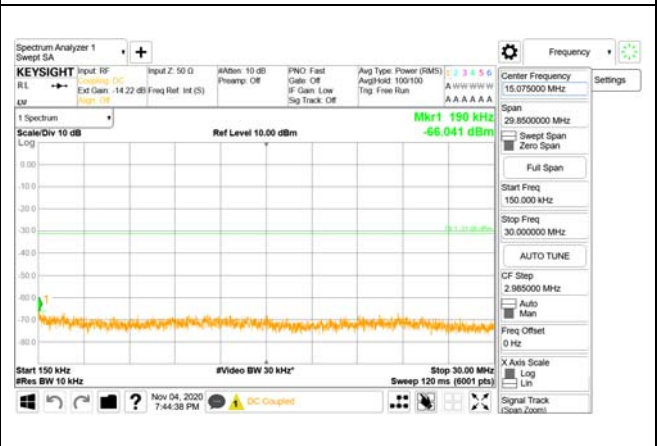 Spectrum Analyzer 1
Swept SA
+
Frequency
KEYSIGHT
RL
Input: RF
Coupling: DC
Ext Gain: -14.22 dB
Align: Off
Input Z: 50 Ω
Freq Ref: Int (S)
#Atten: 10 dB
Preamp: Off
PNO: Fast
Gate: Off
IF Gain: Low
Sig Track: Off
Avg Type: Power (RMS)
Avg|Hold: 100/100
Trig: Free Run
1 2 3 4 5 6
A W W W W W
A A A A A A
1 Spectrum
Scale/Div 10 dB
Ref Level 10.00 dBm
Mkr1 190 kHz
-66.041 dBm
Log
0.00
-10.0
-20.0
-30.0
-40.0
-50.0
-60.0
-70.0
-80.0
1
Start 150 kHz
#Res BW 10 kHz
#Video BW 30 kHz*
Stop 30.00 MHz
Sweep 120 ms (6001 pts)
?
Nov 04, 2020
7:44:38 PM
1
DC Coupled
Center Frequency
15.075000 MHz
Settings
Span
29.8500000 MHz
Swept Span
Zero Span
Full Span
Start Freq
150.000 kHz
Stop Freq
30.000000 MHz
AUTO TUNE
CF Step
2.985000 MHz
Auto
Man
Freq Offset
0 Hz
X Axis Scale
Log
Lin
Signal Track
(Span Zoom)